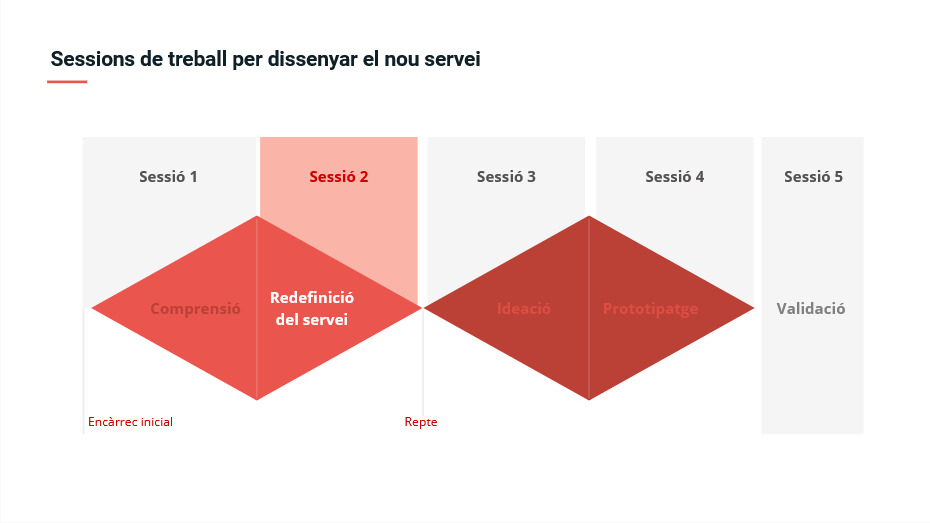 Sessions de treball per dissenyar el nou servei
Sessió 1
Sessió 2
Sessió 3
Sessió 4
Sessió 5
Comprensió
Redefinició
del servei
Ideació
Prototipatge
Validació
Encàrrec inicial
Repte